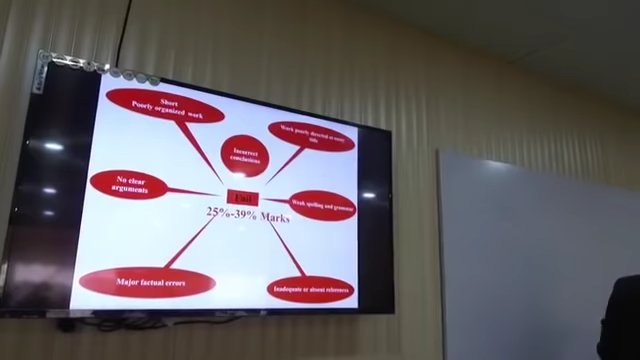 Short
Poorly organized work
Work poorly directed at essay
title
Incorrect
conclusions
No clear
arguments
Fail
25%-39% Marks
Weak spelling and grammar
Major factual errors
Inadequate or absent references